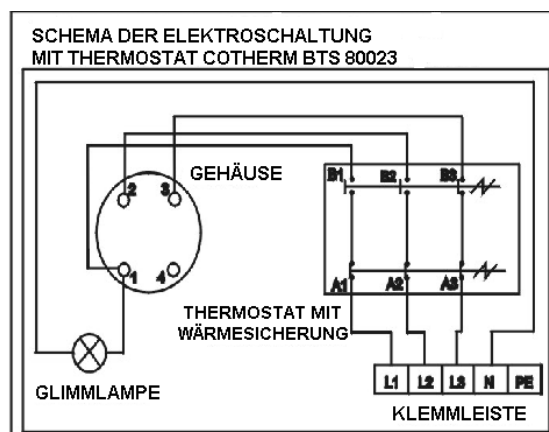 SCHEMA DER ELEKTROSCHALTUNG
MIT THERMOSTAT COTHERM BTS 80023
GEHÄUSE
2
3
1
4
B1 B2 B3
A1 A2 A3
THERMOSTAT MIT
WÄRMESICHERUNG
GLIMMLAMPE
L1 L2 L3 N PE
KLEMMLEISTE